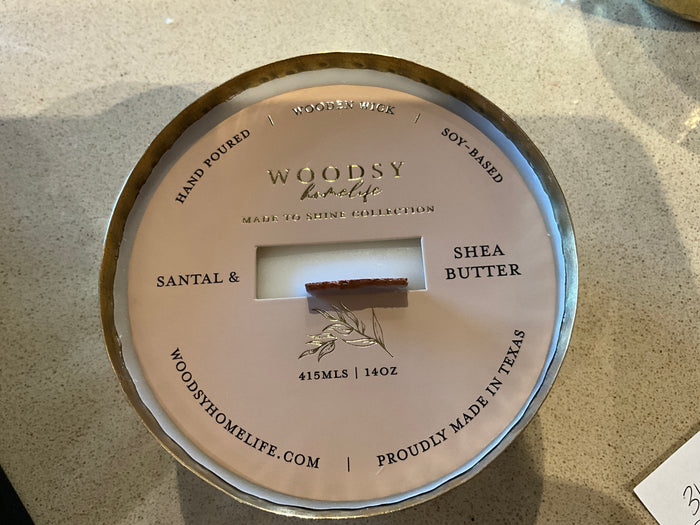 HAND POURED | WOODEN WICK | SOY-BASED
WOODSY
homelife
MADE TO SHINE COLLECTION
SANTAL &
SHEA
BUTTER
415MLS | 14OZ
WOODSYHOMELIFE.COM | PROUDLY MADE IN TEXAS